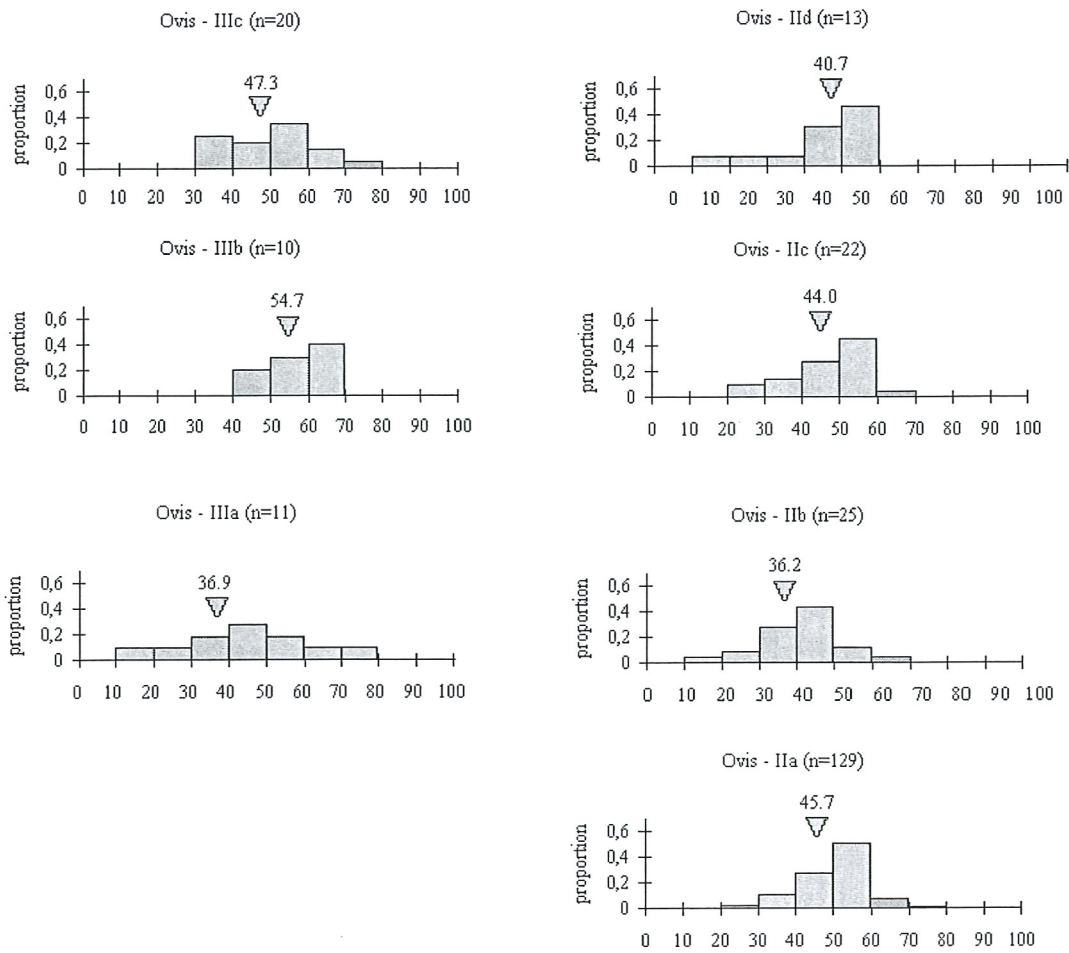 Ovis - IIIc (n=20)
47.3
proportion
0,6
0,4
0,2
0
0 10 20 30 40 50 60 70 80 90 100
Ovis - IIIb (n=10)
54.7
proportion
0,6
0,4
0,2
0
0 10 20 30 40 50 60 70 80 90 100
Ovis - IIIa (n=11)
36.9
proportion
0,6
0,4
0,2
0
0 10 20 30 40 50 60 70 80 90 100
Ovis - IId (n=13)
40.7
proportion
0,6
0,4
0,2
0
0 10 20 30 40 50 60 70 80 90 100
Ovis - IIc (n=22)
44.0
proportion
0,6
0,4
0,2
0
0 10 20 30 40 50 60 70 80 90 100
Ovis - IIb (n=25)
36.2
proportion
0,6
0,4
0,2
0
0 10 20 30 40 50 60 70 80 90 100
Ovis - IIa (n=129)
45.7
proportion
0,6
0,4
0,2
0
0 10 20 30 40 50 60 70 80 90 100